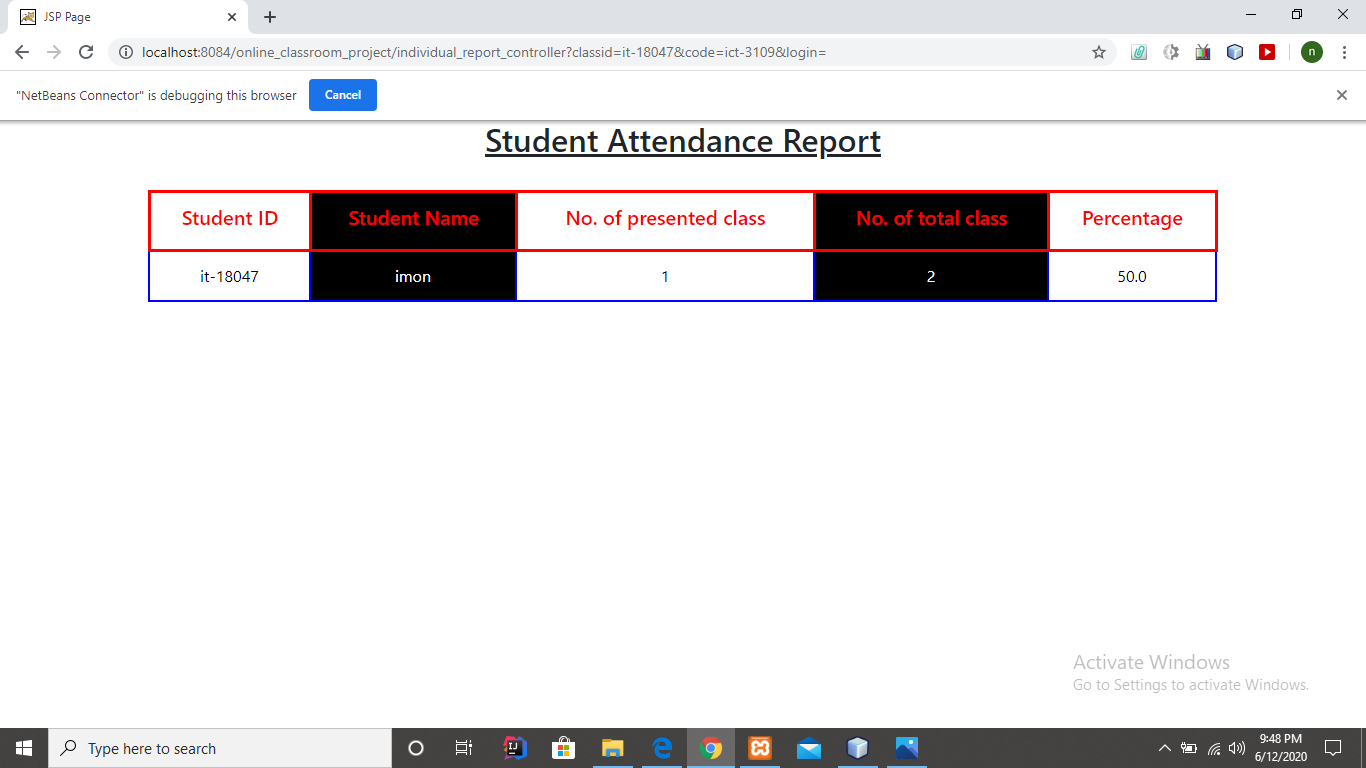 JSP Page
localhost:8084/online_classroom_project/individual_report_controller?classid=it-18047&code=ict-3109&login=
n
"NetBeans Connector" is debugging this browser Cancel
Student Attendance Report
Student ID Student Name No. of presented class No. of total class Percentage
it-18047 imon 1 2 50.0
Activate Windows
Go to Settings to activate Windows.
Type here to search
9:48 PM
6/12/2020